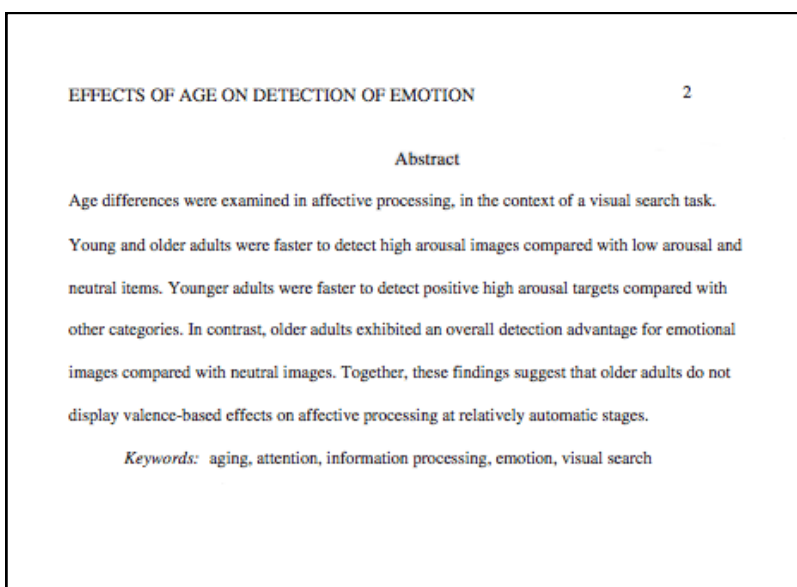 EFFECTS OF AGE ON DETECTION OF EMOTION 2
Abstract
Age differences were examined in affective processing, in the context of a visual search task.
Young and older adults were faster to detect high arousal images compared with low arousal and
neutral items. Younger adults were faster to detect positive high arousal targets compared with
other categories. In contrast, older adults exhibited an overall detection advantage for emotional
images compared with neutral images. Together, these findings suggest that older adults do not
display valence-based effects on affective processing at relatively automatic stages.
Keywords: aging, attention, information processing, emotion, visual search